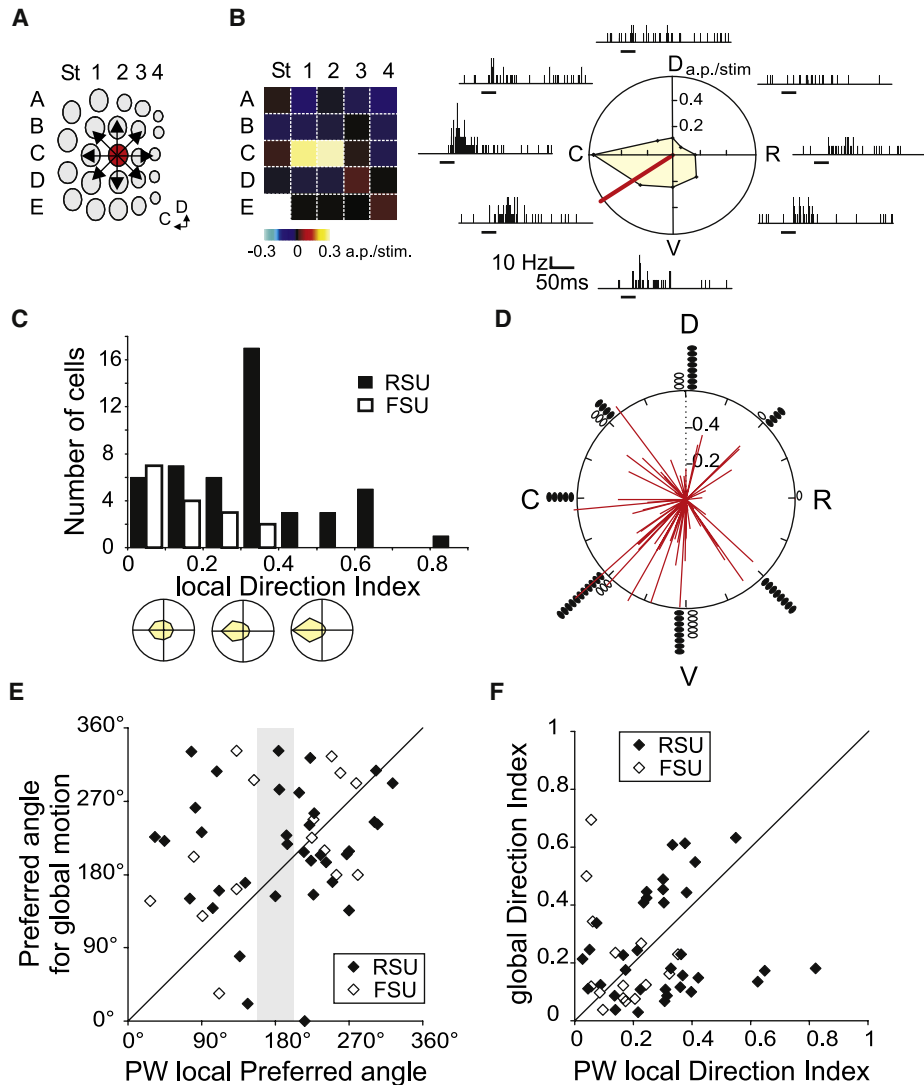 A
B
St 1 2 3 4
A
B
C
D
E
D
C
St 1 2 3 4
A
B
C
D
E
-0.3 0 0.3 a.p./stim.
D a.p./stim
0.4
0.2
C
R
V
10 Hz
50ms
C
D
Number of cells
16
12
8
4
0
0 0.2 0.4 0.6 0.8
local Direction Index
RSU
FSU
D
0.4
0.2
C
R
V
E
F
Preferred angle
for global motion
360°
270°
180°
90°
0°
0° 90° 180° 270° 360°
PW local Preferred angle
RSU
FSU
global Direction Index
1
0.8
0.6
0.4
0.2
0
0 0.2 0.4 0.6 0.8 1
PW local Direction Index
RSU
FSU